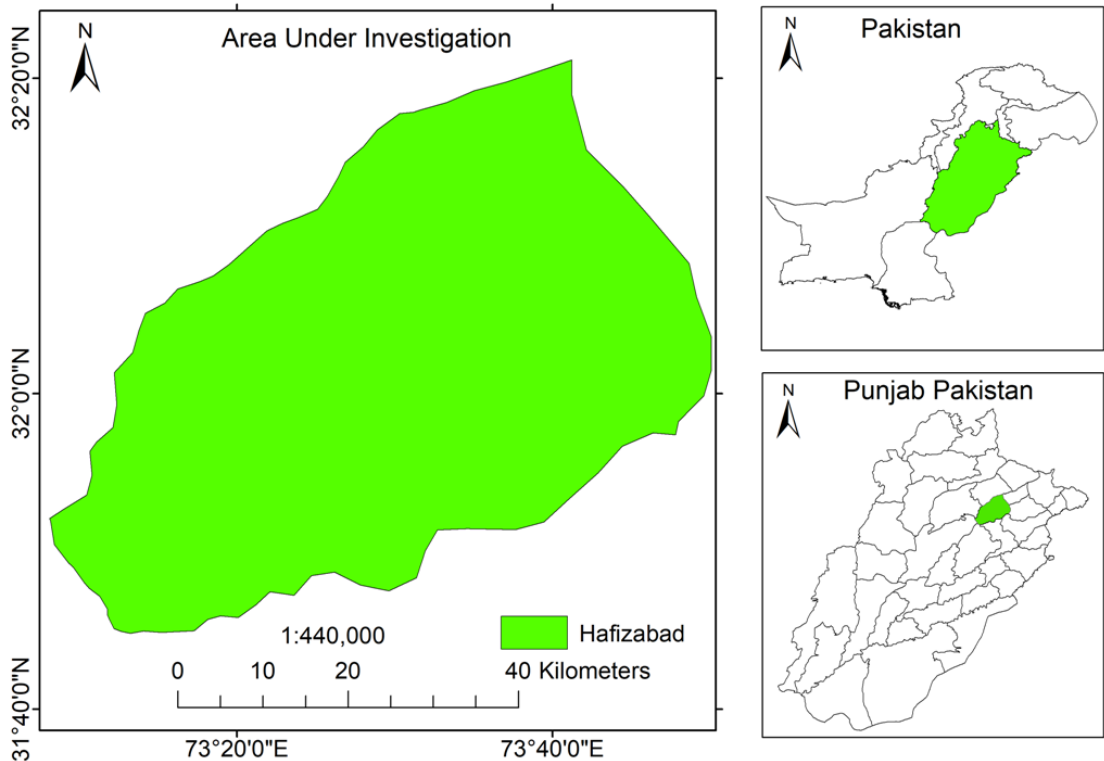 N
Area Under Investigation
32°20'0"N
32°0'0"N
31°40'0"N
1:440,000
Hafizabad
0 10 20 40 Kilometers
73°20'0"E 73°40'0"E
N
Pakistan
N
Punjab Pakistan